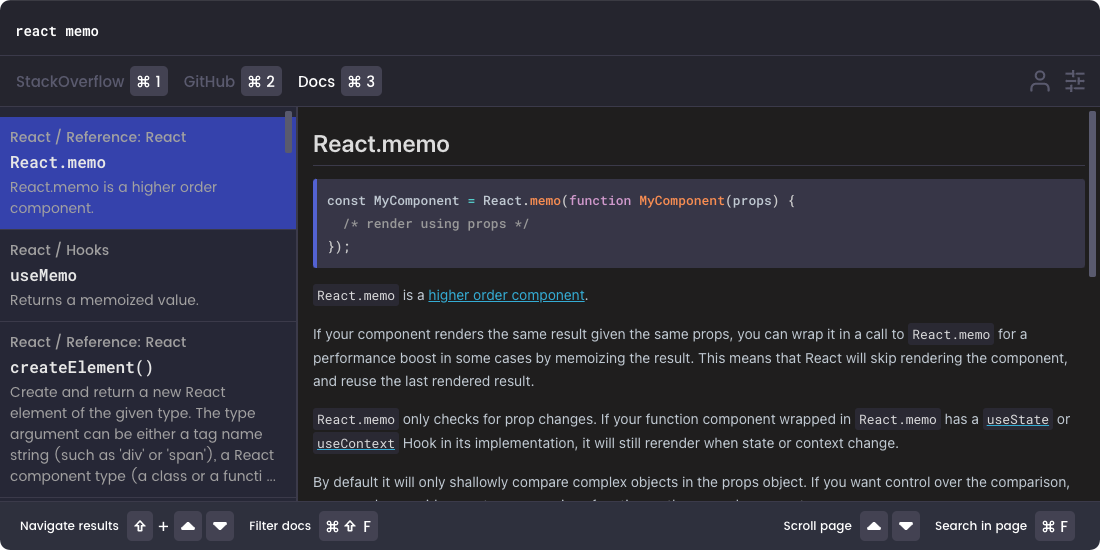 react memo
StackOverflow ⌘ 1 GitHub ⌘ 2 Docs ⌘ 3
React / Reference: React
React.memo
React.memo is a higher order
component.
React / Hooks
useMemo
Returns a memoized value.
React / Reference: React
createElement()
Create and return a new React
element of the given type. The type
argument can be either a tag name
string (such as 'div' or 'span'), a React
component type (a class or a functi ...
React.memo
const MyComponent = React.memo(function MyComponent(props) {
/* render using props */
});
React.memo is a higher order component.
If your component renders the same result given the same props, you can wrap it in a call to React.memo for a
performance boost in some cases by memoizing the result. This means that React will skip rendering the component,
and reuse the last rendered result.
React.memo only checks for prop changes. If your function component wrapped in React.memo has a useState or
useContext Hook in its implementation, it will still rerender when state or context change.
By default it will only shallowly compare complex objects in the props object. If you want control over the comparison,
Navigate results ⇧ + ▲ ▼ Filter docs ⌘ ⇧ F Scroll page ▲ ▼ Search in page ⌘ F